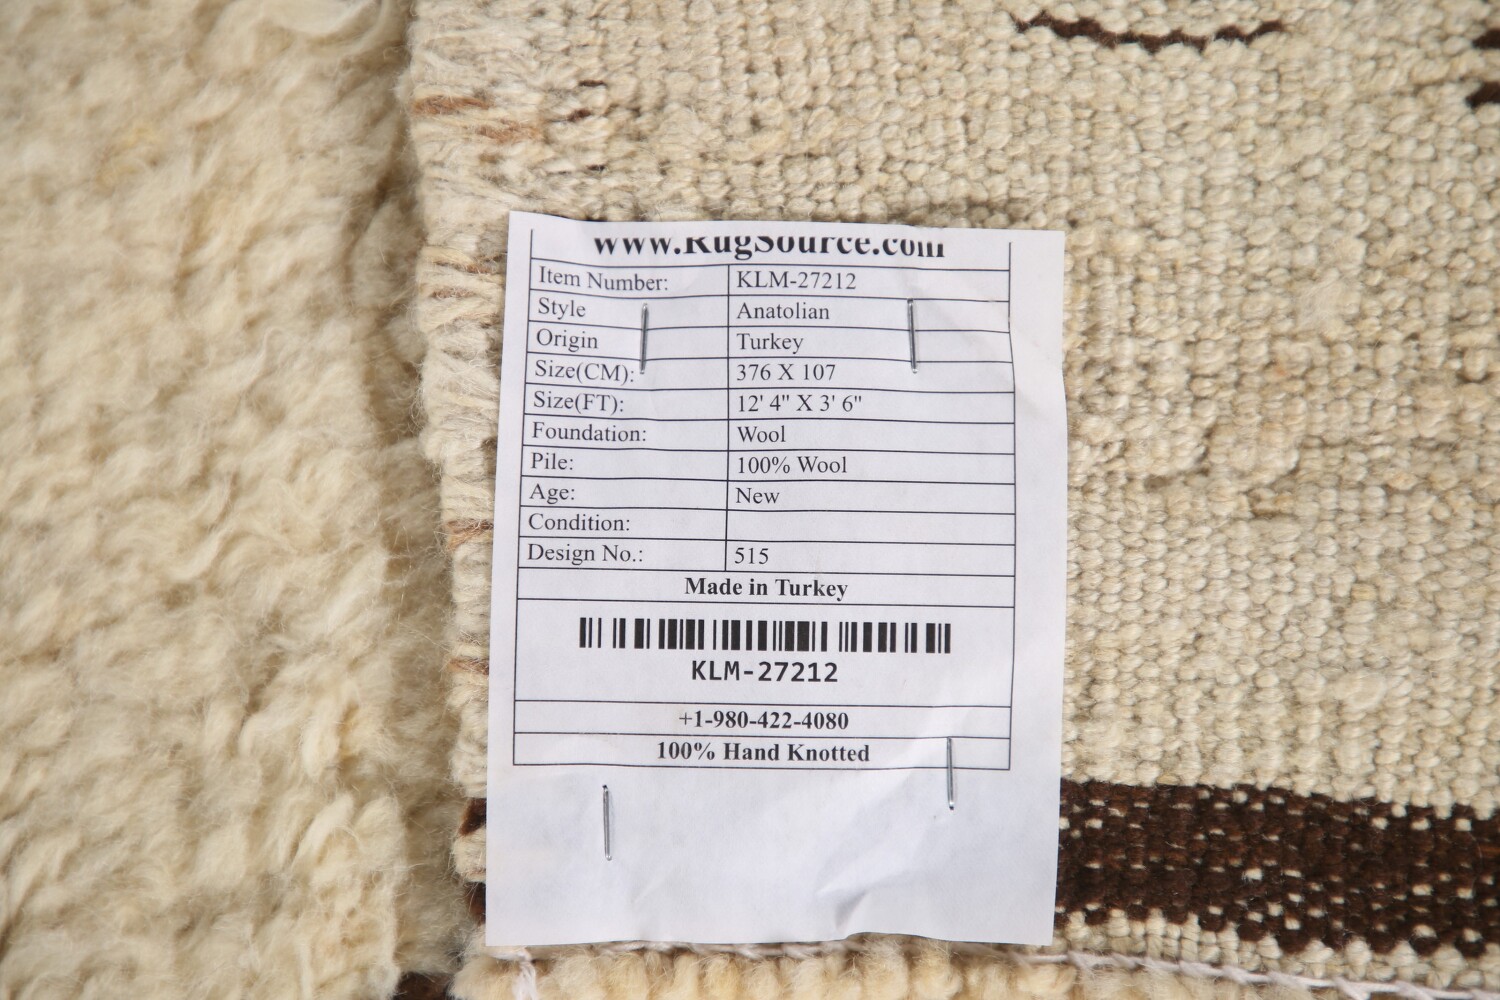 www.RugSource.com
Item Number: KLM-27212
Style Anatolian
Origin Turkey
Size(CM): 376 X 107
Size(FT): 12' 4" X 3' 6"
Foundation: Wool
Pile: 100% Wool
Age: New
Condition:
Design No.: 515
Made in Turkey
KLM-27212
+1-980-422-4080
100% Hand Knotted